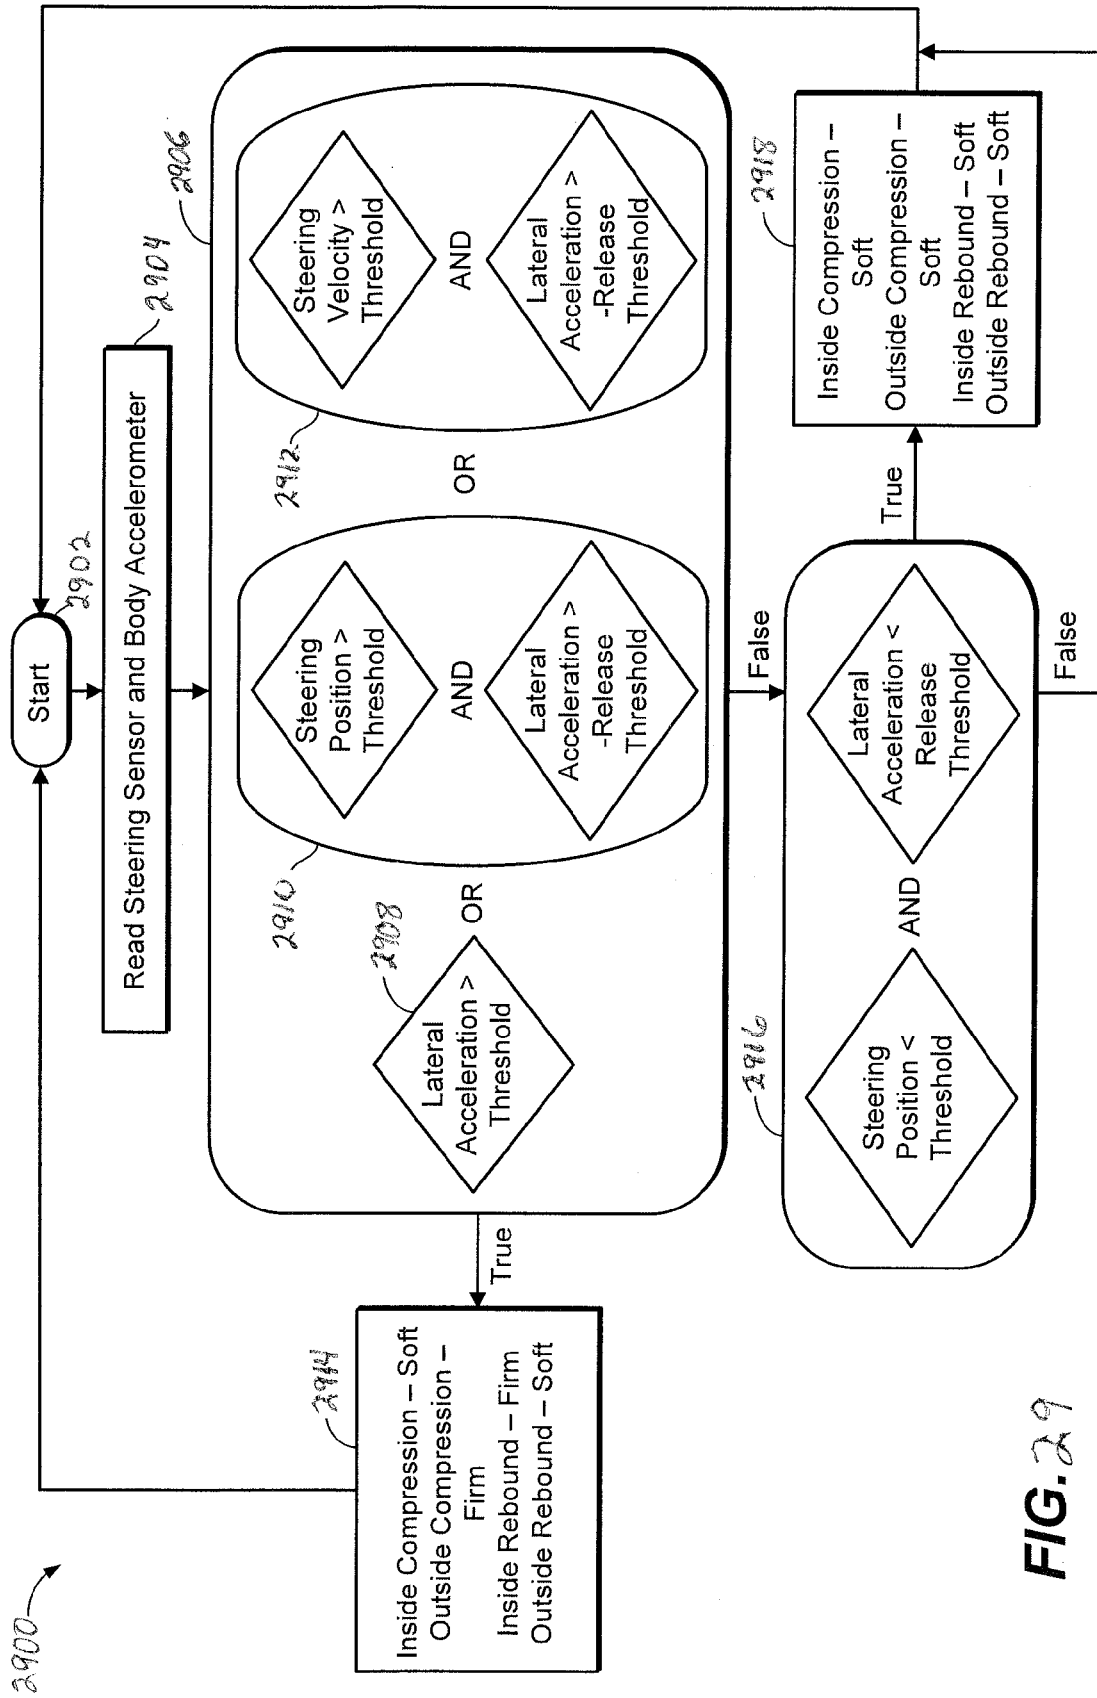 2900
Start
2902
Read Steering Sensor and Body Accelerometer
2904
2906
Lateral
Acceleration >
Threshold
2908
OR
2910
Steering
Position >
Threshold
AND
Lateral
Acceleration >
-Release
Threshold
OR
2912
Steering
Velocity >
Threshold
AND
Lateral
Acceleration >
-Release
Threshold
True
False
2914
Inside Compression – Soft
Outside Compression –
Firm
Inside Rebound – Firm
Outside Rebound – Soft
2916
Steering
Position <
Threshold
AND
Lateral
Acceleration <
Release
Threshold
True
False
2918
Inside Compression –
Soft
Outside Compression –
Soft
Inside Rebound – Soft
Outside Rebound – Soft
FIG. 29